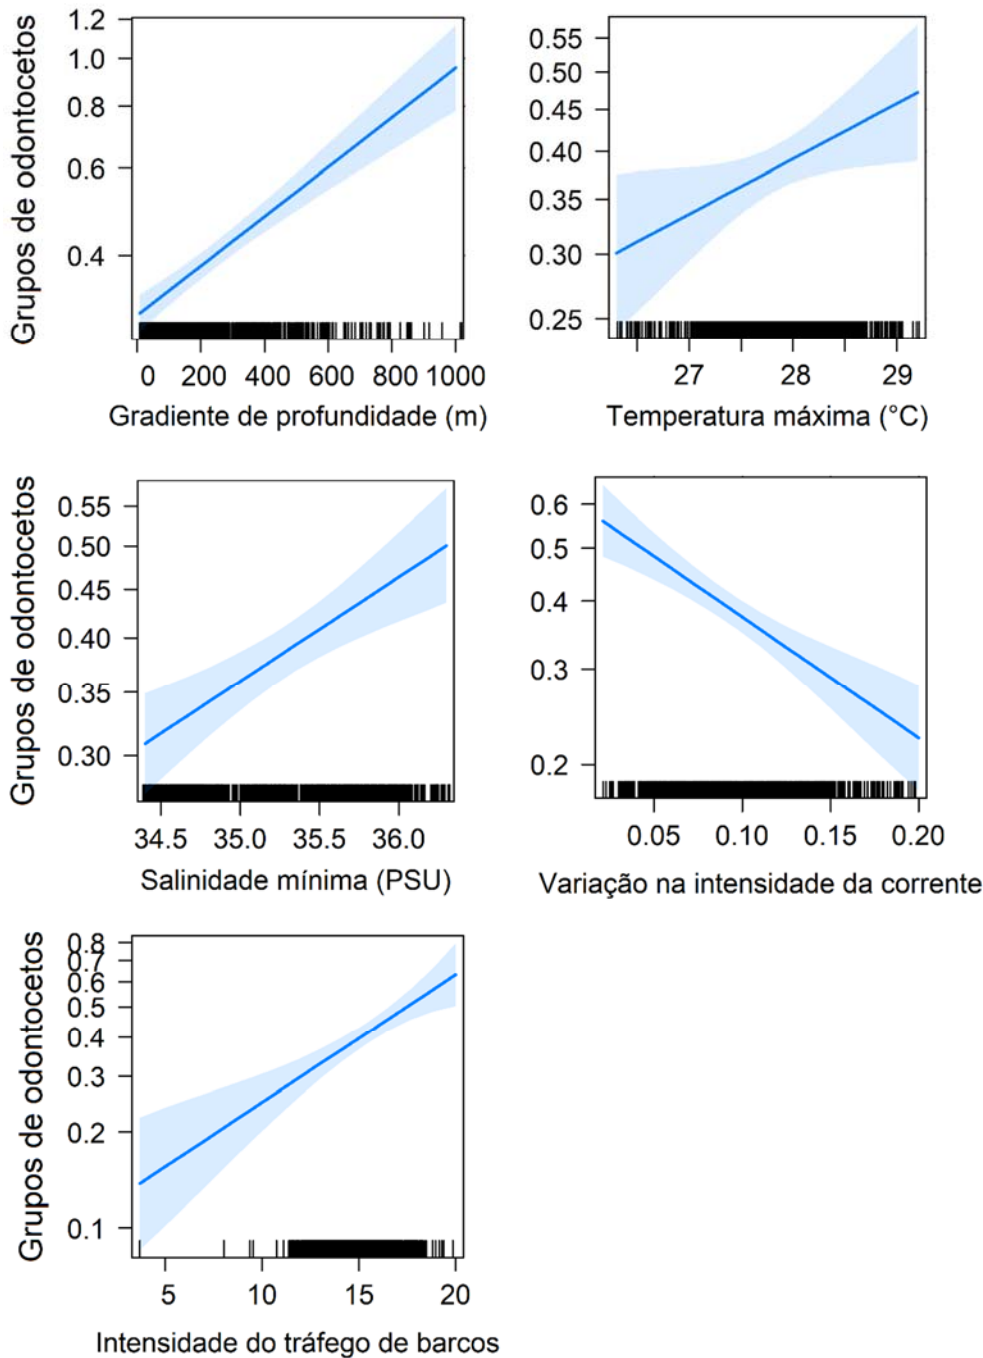 Grupos de odontocetos
1.2
1.0
0.8
0.6
0.4
0 200 400 600 800 1000
Gradiente de profundidade (m)
0.55
0.50
0.45
0.40
0.35
0.30
0.25
27 28 29
Temperatura máxima (°C)
Grupos de odontocetos
0.55
0.50
0.45
0.40
0.35
0.30
34.5 35.0 35.5 36.0
Salinidade mínima (PSU)
0.6
0.5
0.4
0.3
0.2
0.05 0.10 0.15 0.20
Variação na intensidade da corrente
Grupos de odontocetos
0.8
0.7
0.6
0.5
0.4
0.3
0.2
0.1
5 10 15 20
Intensidade do tráfego de barcos